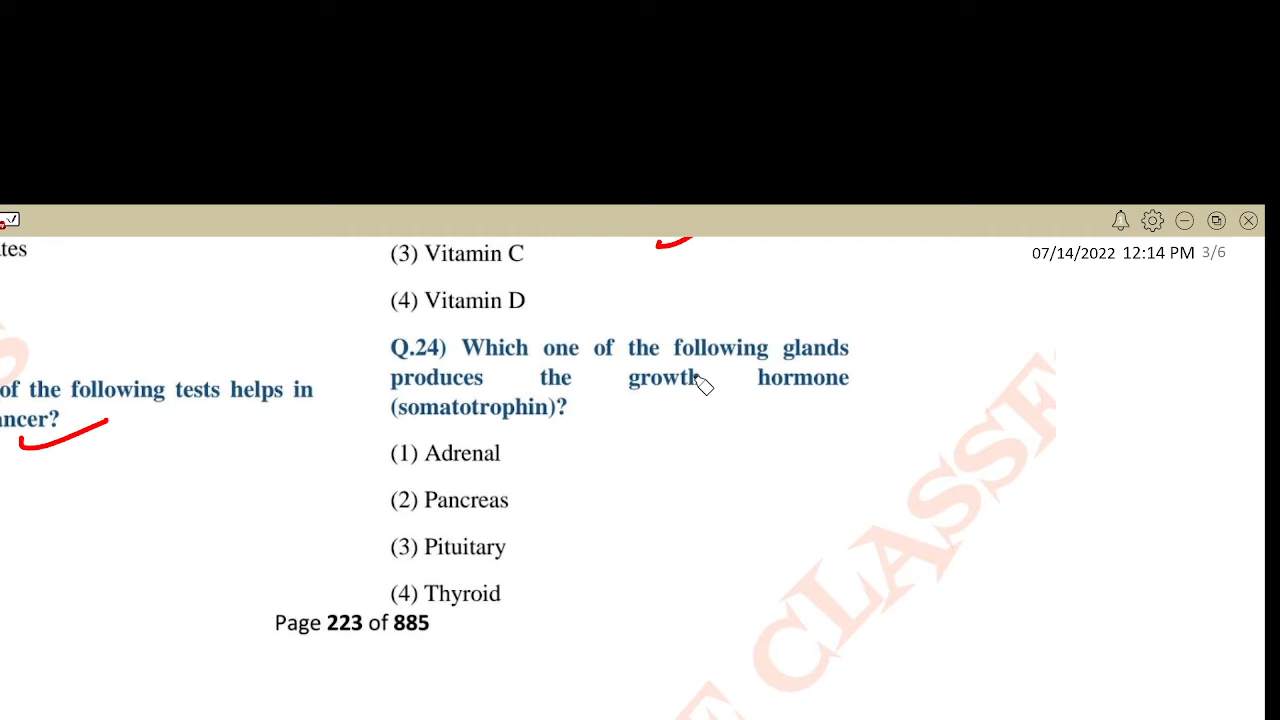 07/14/2022 12:14 PM 3/6
tes
of the following tests helps in
ancer?
(3) Vitamin C
(4) Vitamin D
Q.24) Which one of the following glands
produces the growth hormone
(somatotrophin)?
(1) Adrenal
(2) Pancreas
(3) Pituitary
(4) Thyroid
Page 223 of 885
E CLASSE
S